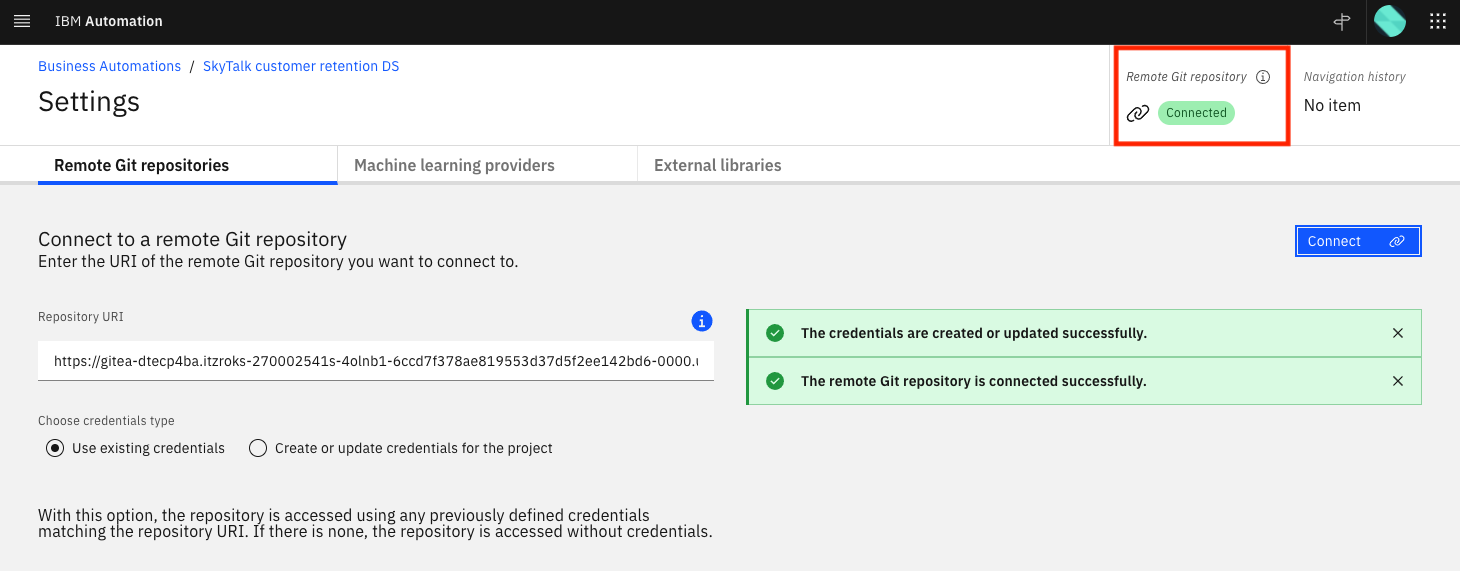 IBM Automation
Business Automations / SkyTalk customer retention DS
Settings
Remote Git repository
Connected
Navigation history
No item
Remote Git repositories
Machine learning providers
External libraries
Connect to a remote Git repository
Enter the URI of the remote Git repository you want to connect to.
Connect
Repository URI
https://gitea-dtecp4ba.itzroks-270002541s-4olnb1-6ccd7f378ae819553d37d5f2ee142bd6-0000.
The credentials are created or updated successfully.
The remote Git repository is connected successfully.
Choose credentials type
Use existing credentials
Create or update credentials for the project
With this option, the repository is accessed using any previously defined credentials
matching the repository URI. If there is none, the repository is accessed without credentials.